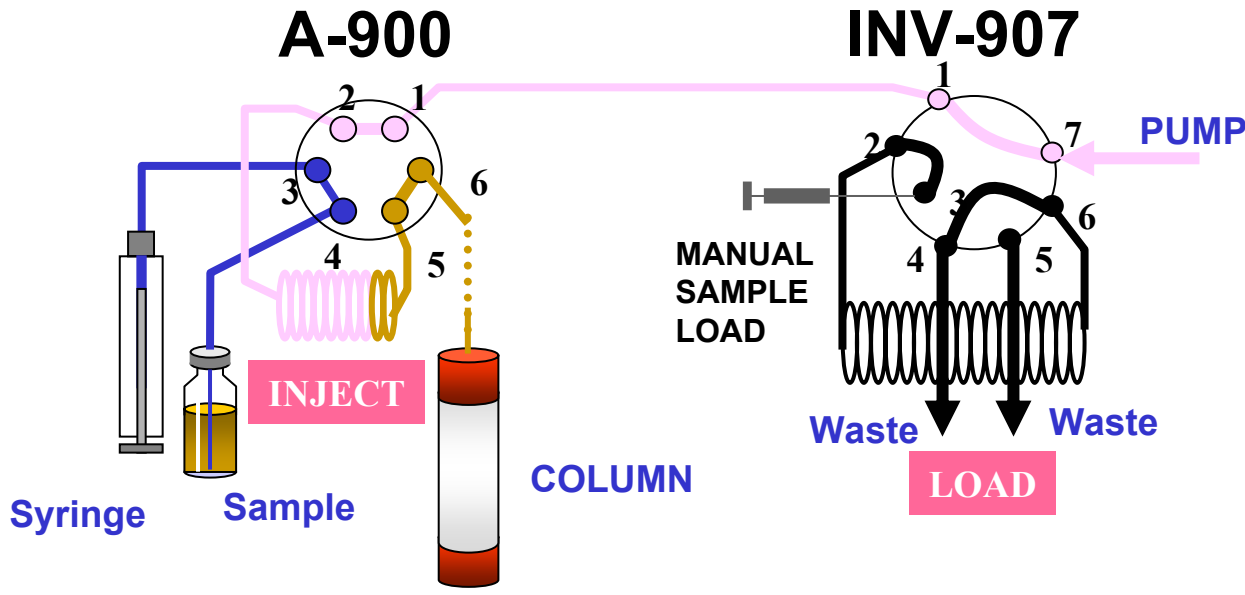 A-900
INV-907
2
1
3
4
5
6
1
7
PUMP
2
3
6
4
5
MANUAL
SAMPLE
LOAD
INJECT
COLUMN
Syringe
Sample
Waste
Waste
LOAD